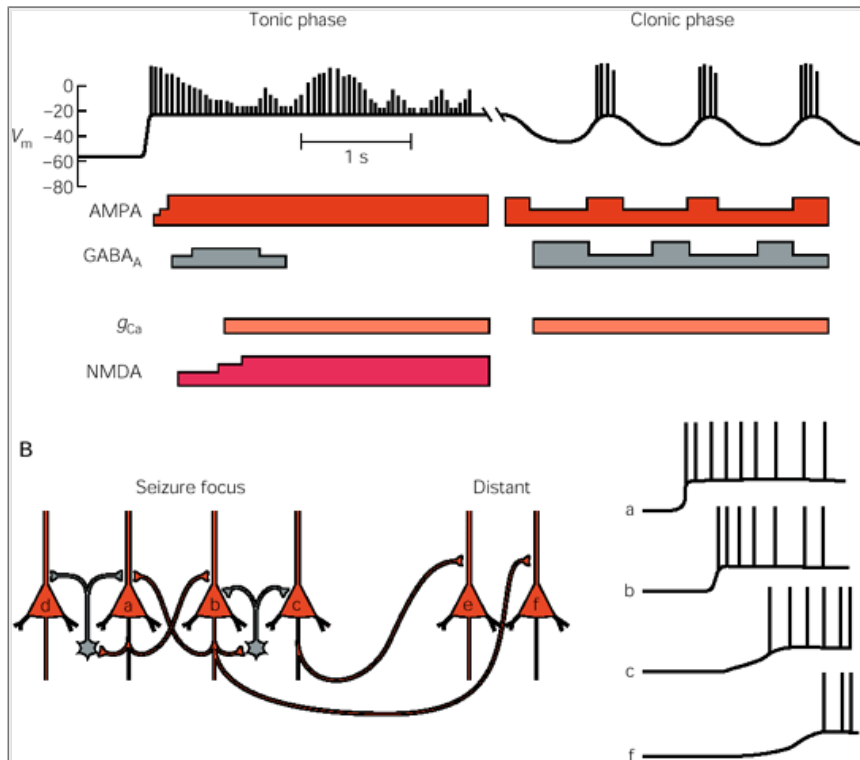 Tonic phase
Clonic phase
0
−20
−40
−60
−80
Vm
1 s
AMPA
GABAA
gCa
NMDA
B
Seizure focus
Distant
d
a
b
c
e
f
a
b
c
f